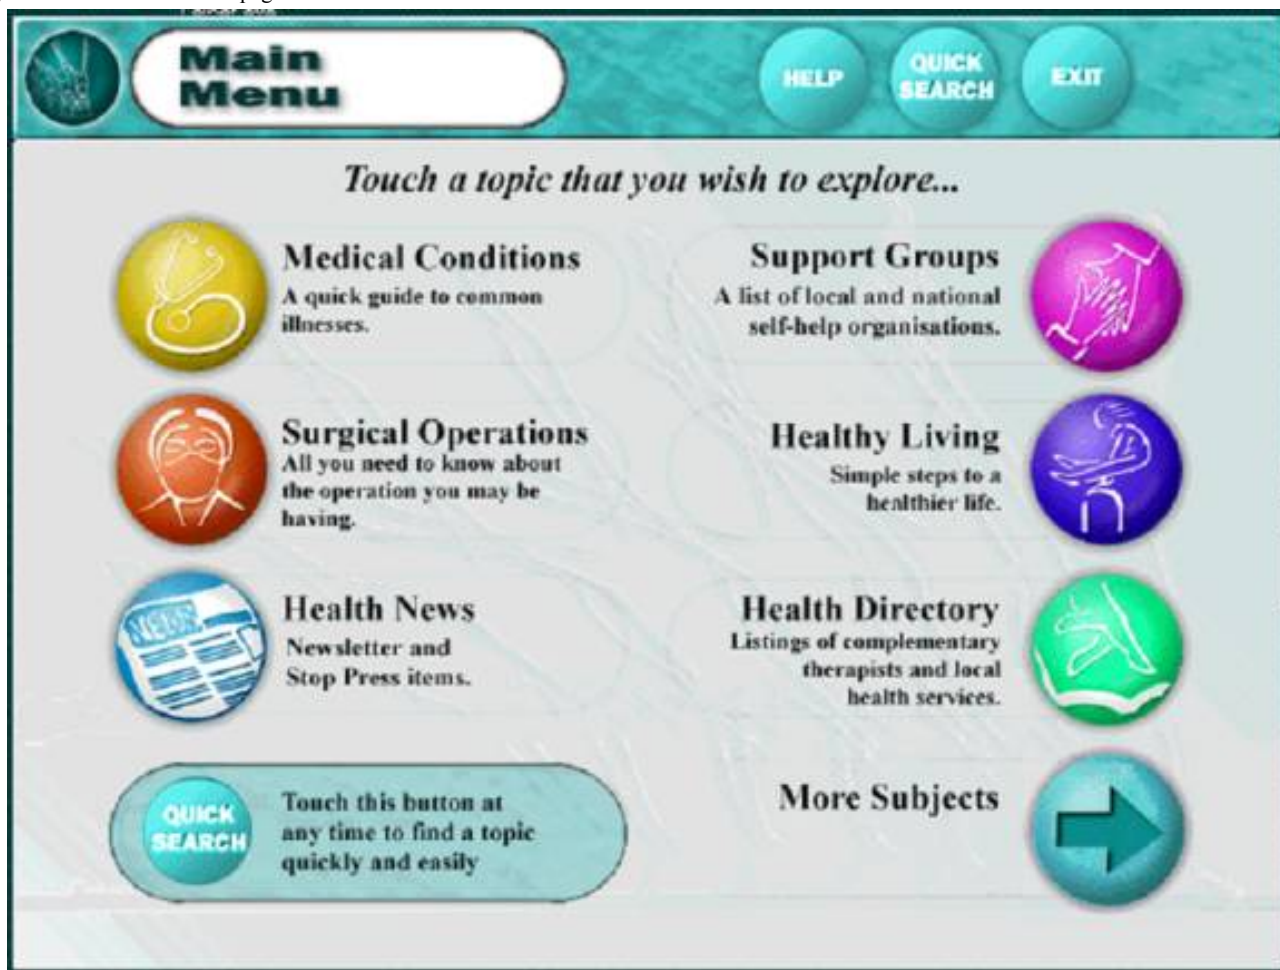 Main
Menu
HELP
QUICK
SEARCH
EXIT
Touch a topic that you wish to explore...
Medical Conditions
A quick guide to common
illnesses.
Support Groups
A list of local and national
self-help organisations.
Surgical Operations
All you need to know about
the operation you may be
having.
Healthy Living
Simple steps to a
healthier life.
Health News
Newsletter and
Stop Press items.
NEWS
Health Directory
Listings of complementary
therapists and local
health services.
QUICK
SEARCH
Touch this button at
any time to find a topic
quickly and easily
More Subjects